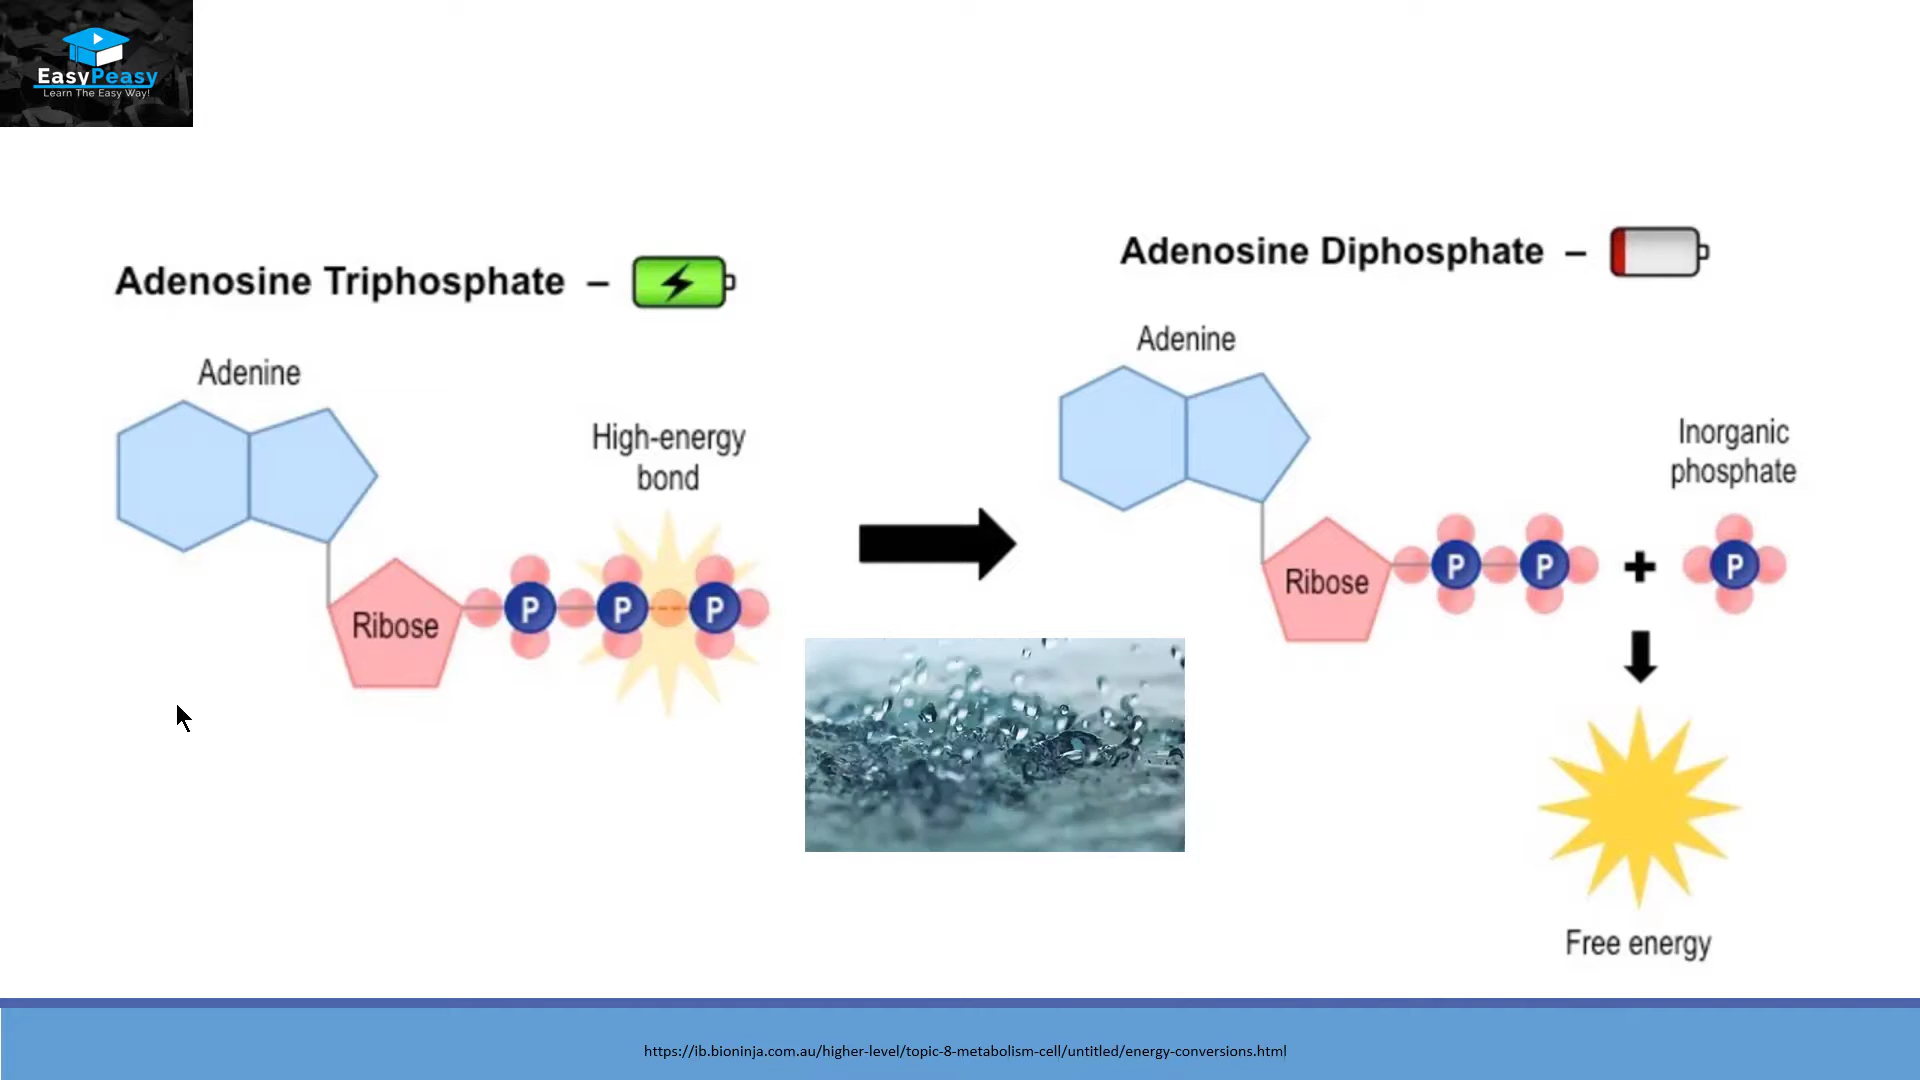 EasyPeasy
Learn The Easy Way!
Adenosine Triphosphate –
Adenine
High-energy
bond
Ribose
P
P
P
Adenosine Diphosphate –
Adenine
Inorganic
phosphate
Ribose
P
P
+
P
Free energy
https://ib.bioninja.com.au/higher-level/topic-8-metabolism-cell/untitled/energy-conversions.html